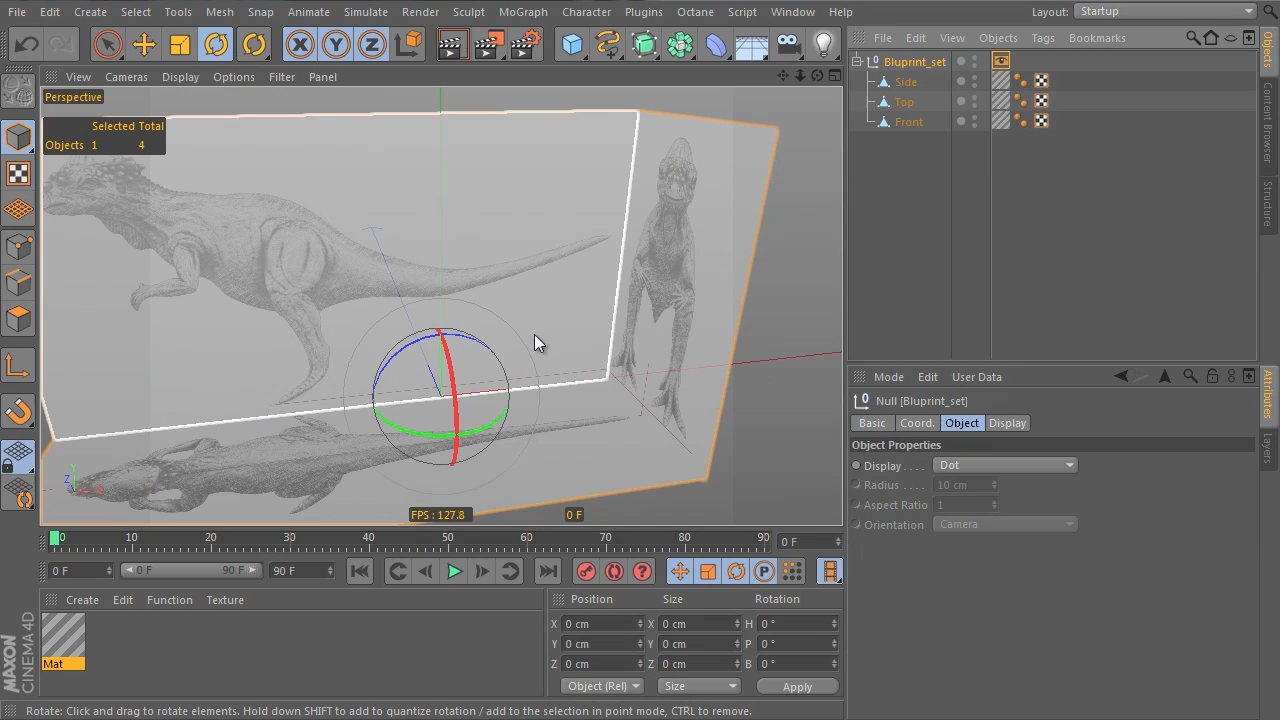 File Edit Create Select Tools Mesh Snap Animate Simulate Render Sculpt MoGraph Character Plugins Octane Script Window Help Layout: Startup
X Y Z
File Edit View Objects Tags Bookmarks
View Cameras Display Options Filter Panel
Perspective
Selected Total
Objects 1 4
Bluprint_set
Side
Top
Front
Objects
Content Browser
Structure
Y
Z
FPS : 127.8 0 F
Mode Edit User Data
Null [Bluprint_set]
Basic Coord. Object Display
Object Properties
Display . . . . Dot
Radius . . . . 10 cm
Aspect Ratio 1
Orientation Camera
Attributes
Layers
0 10 20 30 40 50 60 70 80 90 0 F
0 F 0 F 90 F 90 F
P
Create Edit Function Texture
Mat
Position Size Rotation
X 0 cm X 0 cm H 0 °
Y 0 cm Y 0 cm P 0 °
Z 0 cm Z 0 cm B 0 °
Object (Rel) Size Apply
MAXON
CINEMA 4D
Rotate: Click and drag to rotate elements. Hold down SHIFT to add to quantize rotation / add to the selection in point mode, CTRL to remove.